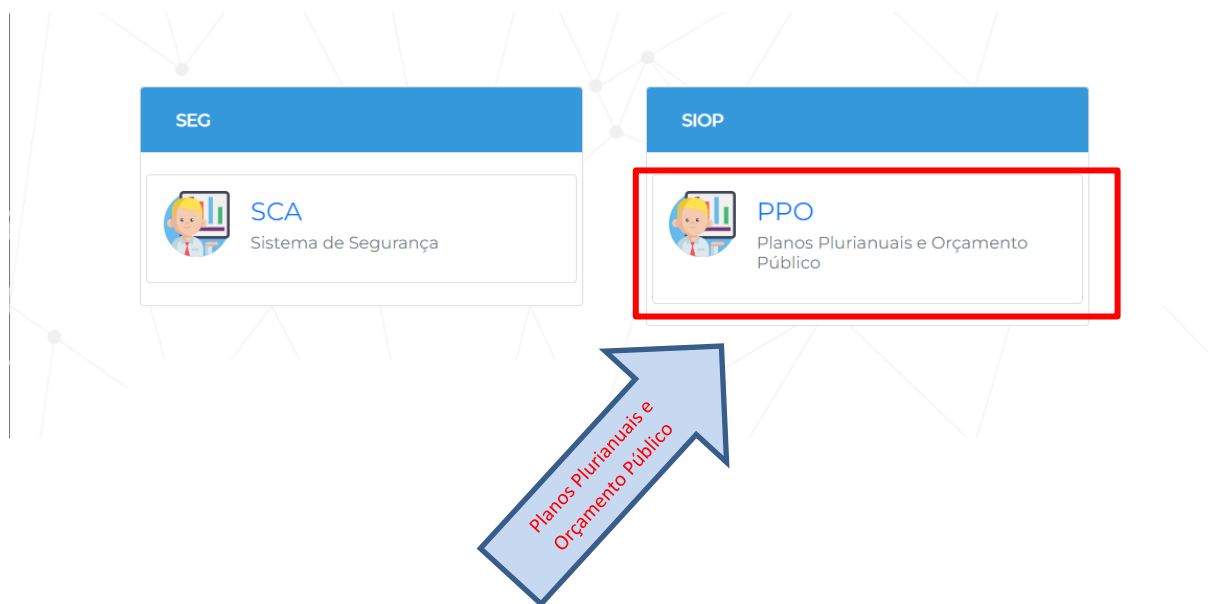 SEG
SCA
Sistema de Segurança
SIOP
PPO
Planos Plurianuais e Orçamento
Público
Planos Plurianuais e
Orçamento Público